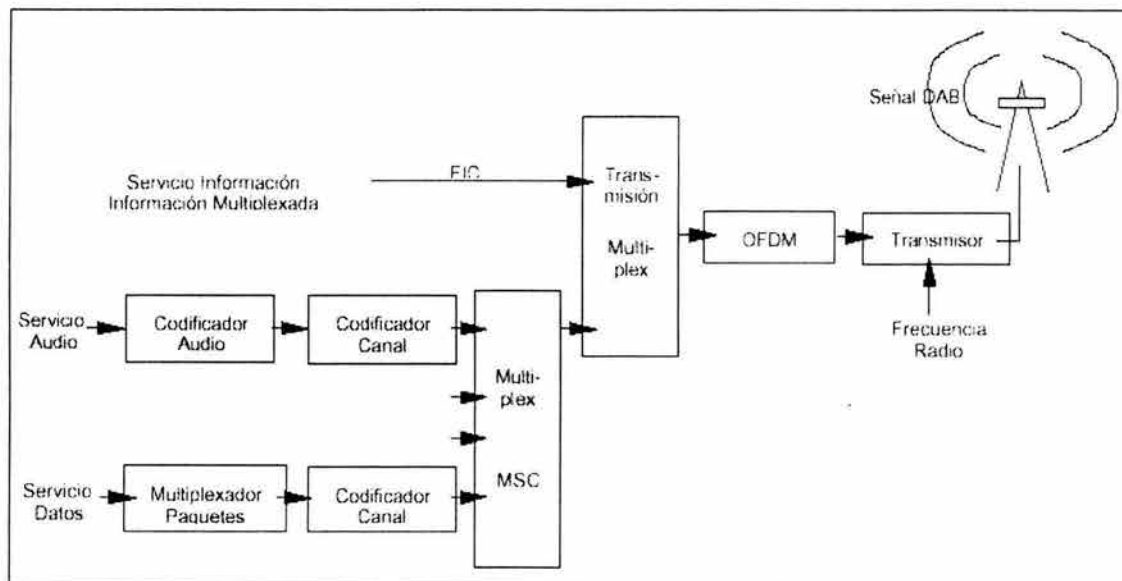 Señal DAB
Servicio Información
Información Multiplexada
FIC
Trans-
misión
Multi-
plex
OFDM
Transmisor
Frecuencia
Radio
Servicio
Audio
Codificador
Audio
Codificador
Canal
Multi-
plex
MSC
Servicio
Datos
Multiplexador
Paquetes
Codificador
Canal